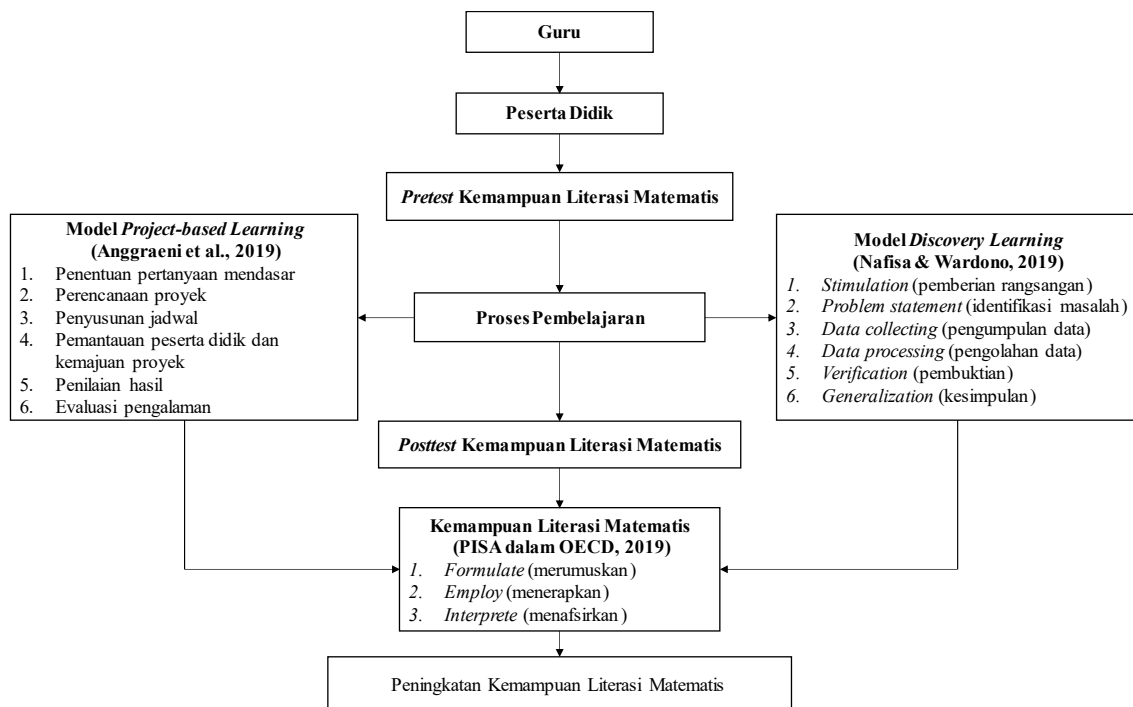 Guru
Peserta Didik
Pretest Kemampuan Literasi Matematis
Model Project-based Learning
(Anggraeni et al., 2019)
1. Penentuan pertanyaan mendasar
2. Perencanaan proyek
3. Penyusunan jadwal
4. Pemantauan peserta didik dan
kemajuan proyek
5. Penilaian hasil
6. Evaluasi pengalaman
Proses Pembelajaran
Model Discovery Learning
(Nafisa & Wardono, 2019)
1. Stimulation (pemberian rangsangan)
2. Problem statement (identifikasi masalah)
3. Data collecting (pengumpulan data)
4. Data processing (pengolahan data)
5. Verification (pembuktian)
6. Generalization (kesimpulan)
Posttest Kemampuan Literasi Matematis
Kemampuan Literasi Matematis
(PISA dalam OECD, 2019)
1. Formulate (merumuskan)
2. Employ (menerapkan)
3. Interprete (menafsirkan)
Peningkatan Kemampuan Literasi Matematis